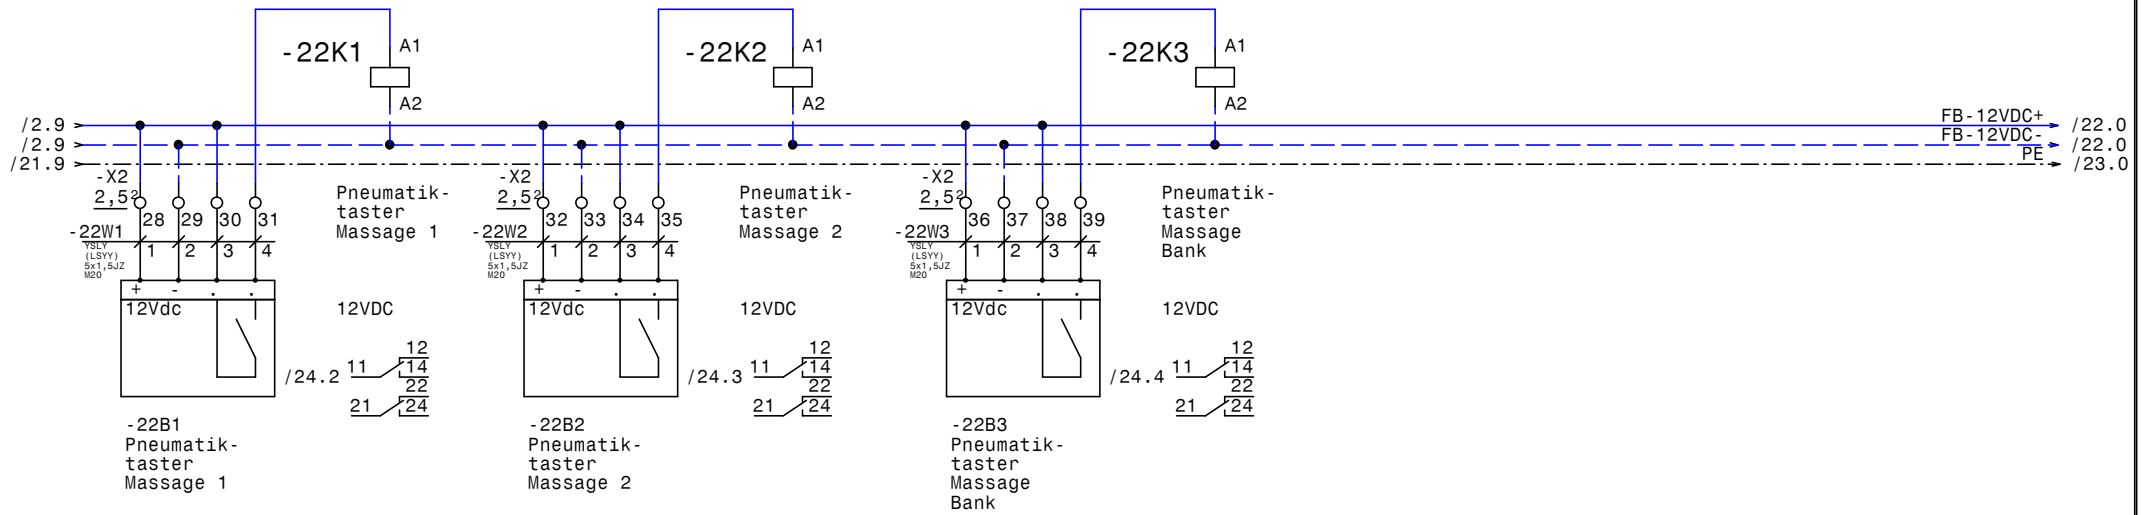 -22K1 A1
A2
-22K2 A1
A2
-22K3 A1
A2
/2.9
/2.9
/21.9
FB-12VDC+ /22.0
FB-12VDC- /22.0
PE /23.0
-X2
2,5²
28 29 30 31
-22W1
YSLY
(LSYY)
5x1,5JZ
M20
1 2 3 4
+ - . .
12Vdc
Pneumatik-
taster
Massage 1
12VDC
/24.2
11 12
14
22
21 24
-22B1
Pneumatik-
taster
Massage 1
-X2
2,5²
32 33 34 35
-22W2
YSLY
(LSYY)
5x1,5JZ
M20
1 2 3 4
+ - . .
12Vdc
Pneumatik-
taster
Massage 2
12VDC
/24.3
11 12
14
22
21 24
-22B2
Pneumatik-
taster
Massage 2
-X2
2,5²
36 37 38 39
-22W3
YSLY
(LSYY)
5x1,5JZ
M20
1 2 3 4
+ - . .
12Vdc
Pneumatik-
taster
Massage
Bank
12VDC
/24.4
11 12
14
22
21 24
-22B3
Pneumatik-
taster
Massage
Bank